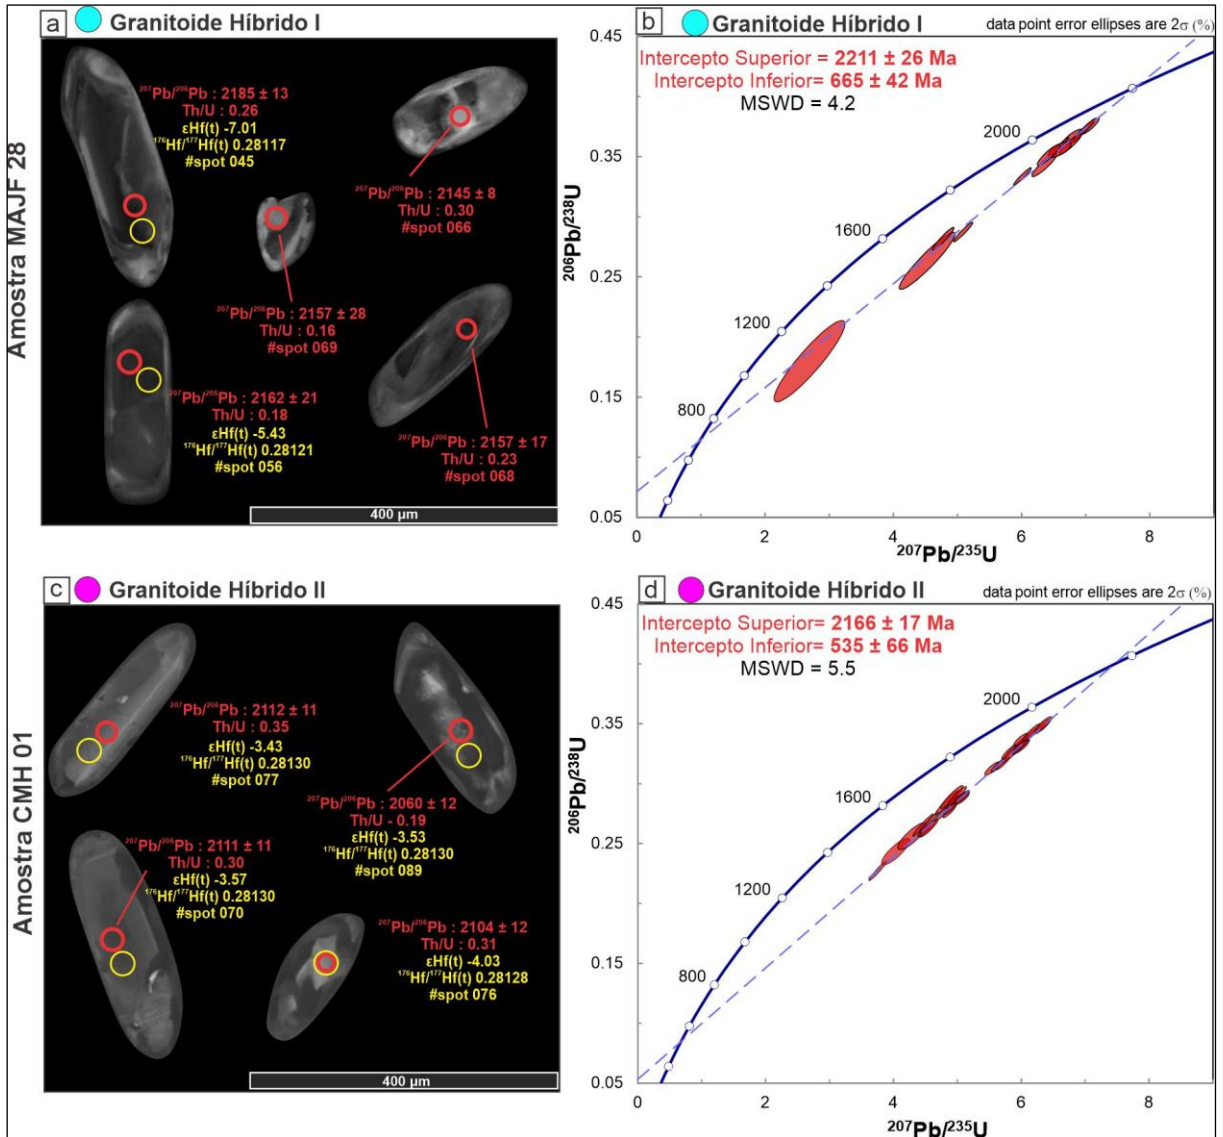 Amostra MAJF 28
a Granitoide Híbrido I
²⁰⁷Pb/²⁰⁶Pb : 2185 ± 13
Th/U : 0.26
εHf(t) -7.01
¹⁷⁶Hf/¹⁷⁷Hf(t) 0.28117
#spot 045
²⁰⁷Pb/²⁰⁶Pb : 2145 ± 8
Th/U : 0.30
#spot 066
²⁰⁷Pb/²⁰⁶Pb : 2157 ± 28
Th/U : 0.16
#spot 069
²⁰⁷Pb/²⁰⁶Pb : 2162 ± 21
Th/U : 0.18
εHf(t) -5.43
¹⁷⁶Hf/¹⁷⁷Hf(t) 0.28121
#spot 056
²⁰⁷Pb/²⁰⁶Pb : 2157 ± 17
Th/U : 0.23
#spot 068
400 µm
b Granitoide Híbrido I
data point error ellipses are 2σ (%)
Intercepto Superior = 2211 ± 26 Ma
Intercepto Inferior= 665 ± 42 Ma
MSWD = 4.2
0.45
0.35
0.25
0.15
0.05
²⁰⁶Pb/²³⁸U
2000
1600
1200
800
0 2 4 6 8
²⁰⁷Pb/²³⁵U
Amostra CMH 01
c Granitoide Híbrido II
²⁰⁷Pb/²⁰⁶Pb : 2112 ± 11
Th/U : 0.35
εHf(t) -3.43
¹⁷⁶Hf/¹⁷⁷Hf(t) 0.28130
#spot 077
²⁰⁷Pb/²⁰⁶Pb : 2060 ± 12
Th/U - 0.19
εHf(t) -3.53
¹⁷⁶Hf/¹⁷⁷Hf(t) 0.28130
#spot 089
²⁰⁷Pb/²⁰⁶Pb : 2111 ± 11
Th/U : 0.30
εHf(t) -3.57
¹⁷⁶Hf/¹⁷⁷Hf(t) 0.28130
#spot 070
²⁰⁷Pb/²⁰⁶Pb : 2104 ± 12
Th/U : 0.31
εHf(t) -4.03
¹⁷⁶Hf/¹⁷⁷Hf(t) 0.28128
#spot 076
400 µm
d Granitoide Híbrido II
data point error ellipses are 2σ (%)
Intercepto Superior= 2166 ± 17 Ma
Intercepto Inferior= 535 ± 66 Ma
MSWD = 5.5
0.45
0.35
0.25
0.15
0.05
²⁰⁶Pb/²³⁸U
2000
1600
1200
800
0 2 4 6 8
²⁰⁷Pb/²³⁵U